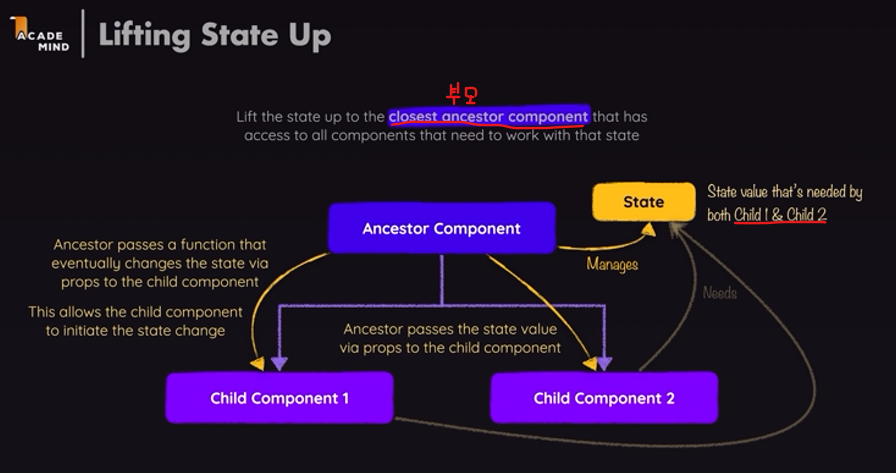 ACADE
MIND
Lifting State Up
부모
Lift the state up to the closest ancestor component that has
access to all components that need to work with that state
State
State value that's needed by
both Child 1 & Child 2
Ancestor Component
Ancestor passes a function that
eventually changes the state via
props to the child component
Manages
Needs
This allows the child component
to initiate the state change
Ancestor passes the state value
via props to the child component
Child Component 1
Child Component 2